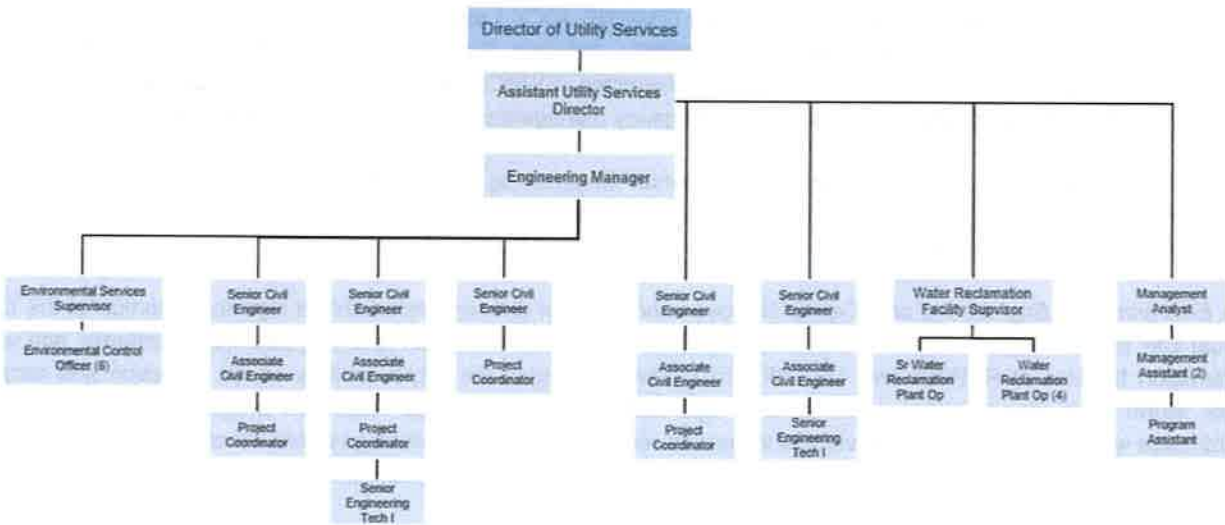 Director of Utility Services
Assistant Utility Services
Director
Engineering Manager
Environmental Services
Supervisor
Environmental Control
Officer (6)
Senior Civil
Engineer
Associate
Civil Engineer
Project
Coordinator
Senior Civil
Engineer
Associate
Civil Engineer
Project
Coordinator
Senior
Engineering
Tech I
Senior Civil
Engineer
Project
Coordinator
Senior Civil
Engineer
Associate
Civil Engineer
Project
Coordinator
Senior Civil
Engineer
Associate
Civil Engineer
Senior
Engineering
Tech I
Water Reclamation
Facility Supvisor
Sr Water
Reclamation
Plant Op
Water
Reclamation
Plant Op (4)
Management
Analyst
Management
Assistant (2)
Program
Assistant